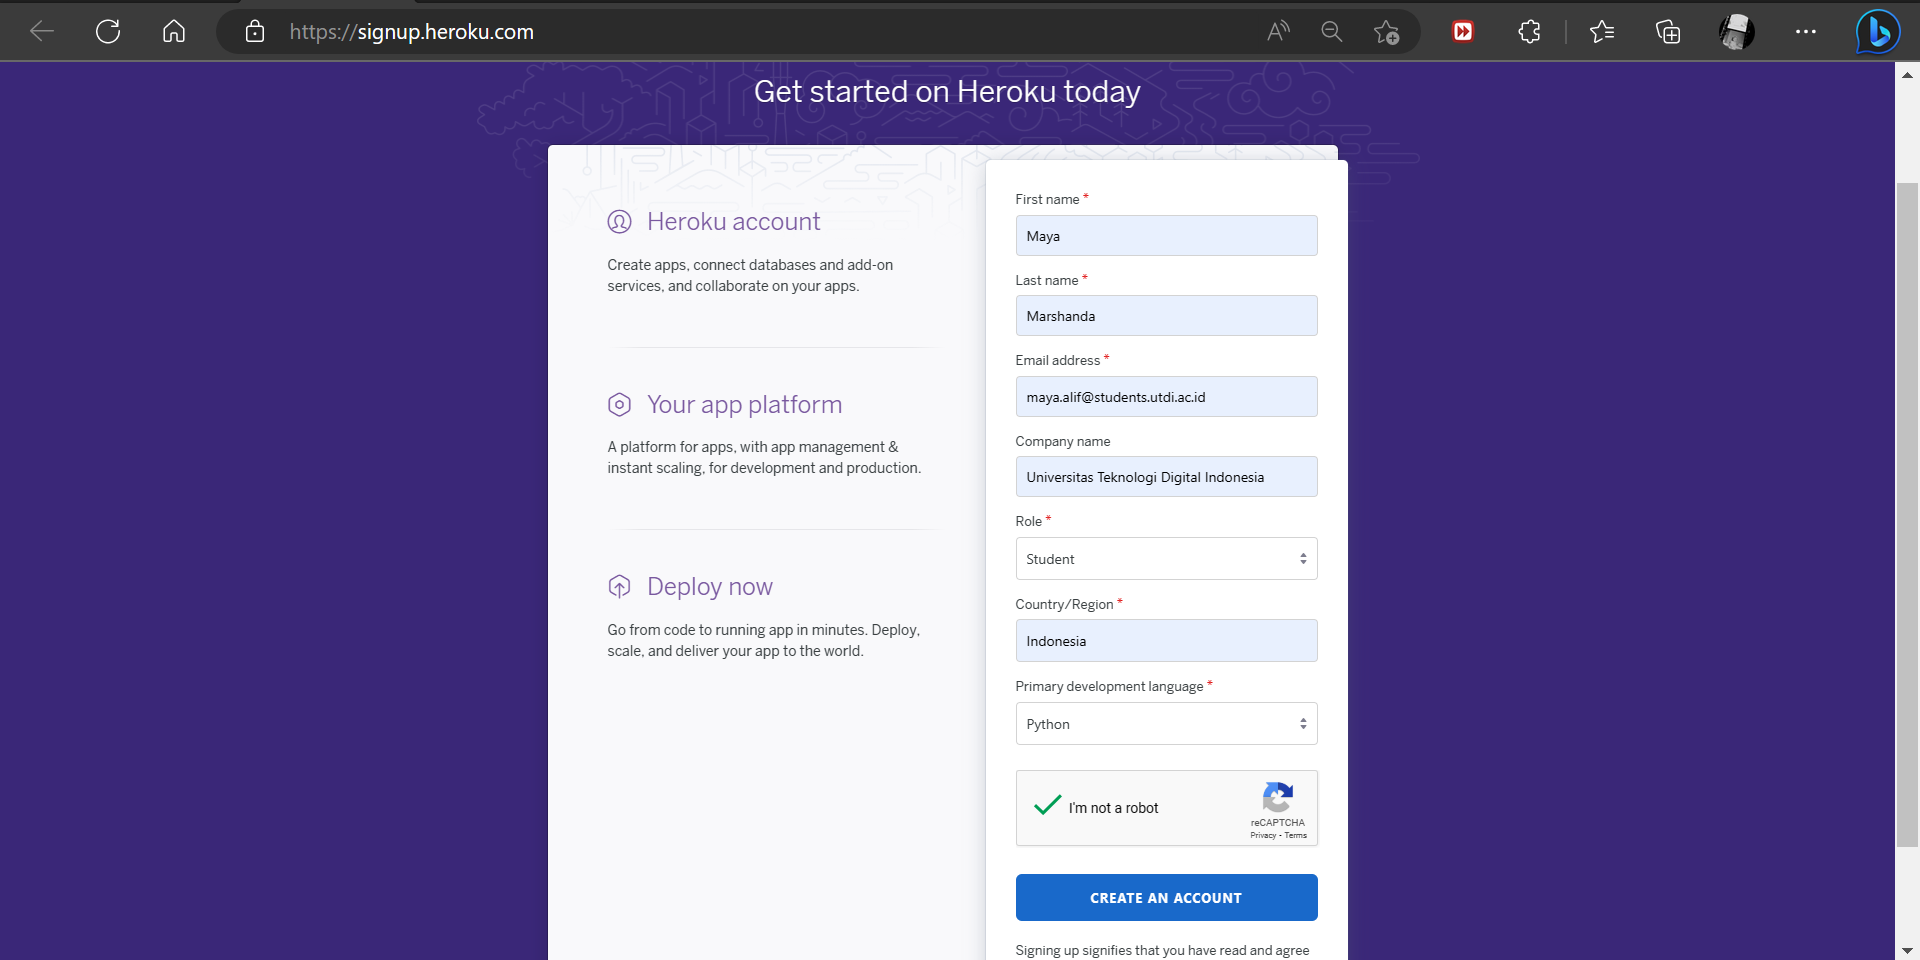 https://signup.heroku.com
Get started on Heroku today
Heroku account
Create apps, connect databases and add-on
services, and collaborate on your apps.
Your app platform
A platform for apps, with app management &
instant scaling, for development and production.
Deploy now
Go from code to running app in minutes. Deploy,
scale, and deliver your app to the world.
First name *
Maya
Last name *
Marshanda
Email address *
maya.alif@students.utdi.ac.id
Company name
Universitas Teknologi Digital Indonesia
Role *
Student
Country/Region *
Indonesia
Primary development language *
Python
I'm not a robot
reCAPTCHA
Privacy - Terms
CREATE AN ACCOUNT
Signing up signifies that you have read and agree